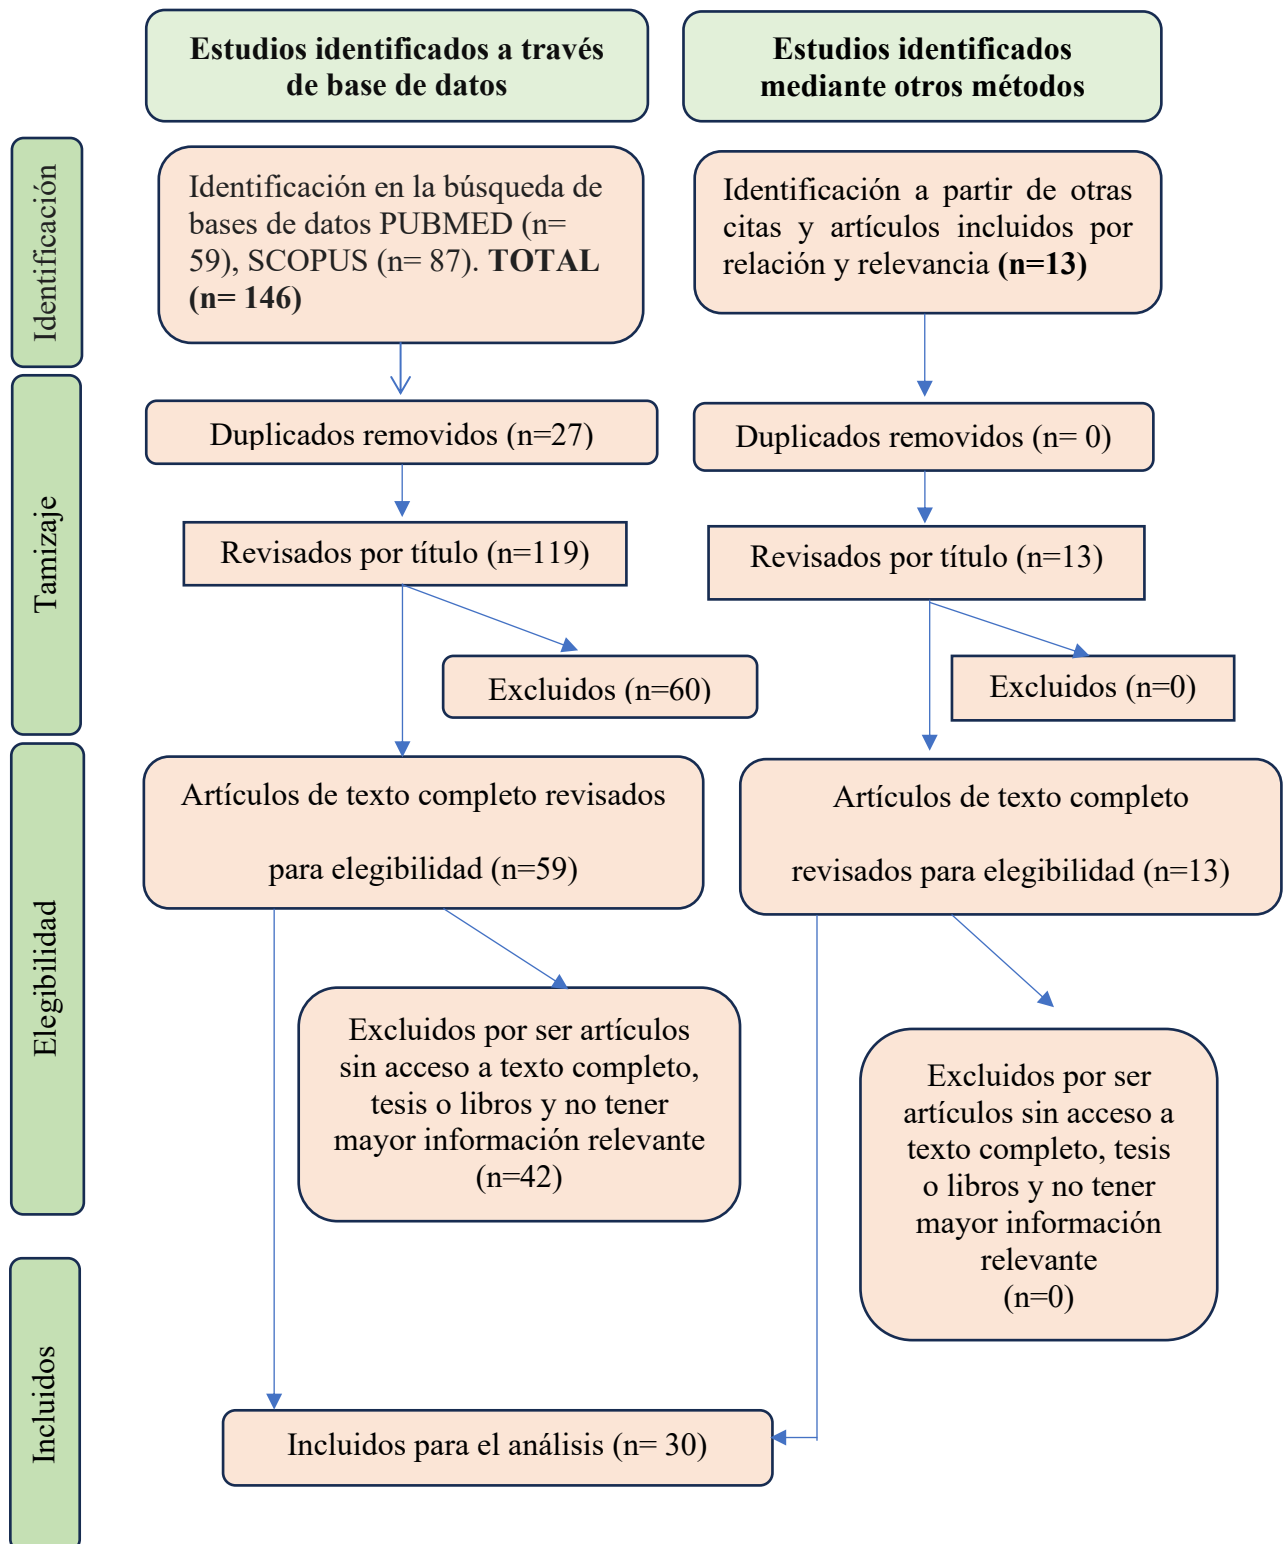 Estudios identificados a través
de base de datos
Estudios identificados
mediante otros métodos
Identificación
Identificación en la búsqueda de
bases de datos PUBMED (n=
59), SCOPUS (n= 87). TOTAL
(n= 146)
Identificación a partir de otras
citas y artículos incluidos por
relación y relevancia (n=13)
Tamizaje
Duplicados removidos (n=27)
Duplicados removidos (n= 0)
Revisados por título (n=119)
Revisados por título (n=13)
Excluidos (n=60)
Excluidos (n=0)
Elegibilidad
Artículos de texto completo revisados
para elegibilidad (n=59)
Artículos de texto completo
revisados para elegibilidad (n=13)
Excluidos por ser artículos
sin acceso a texto completo,
tesis o libros y no tener
mayor información relevante
(n=42)
Excluidos por ser
artículos sin acceso a
texto completo, tesis
o libros y no tener
mayor información
relevante
(n=0)
Incluidos
Incluidos para el análisis (n= 30)